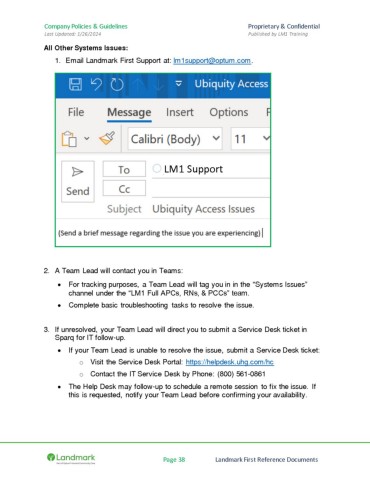 Company Policies & Guidelines
Proprietary & Confidential
Last Updated: 1/26/2024
Published by LM1 Training
All Other Systems Issues:
1. Email Landmark First Support at: lm1support@optum.com.
Ubiquity Access
File Message Insert Options F
Calibri (Body) 11
To LM1 Support
Send
Cc
Subject Ubiquity Access Issues
(Send a brief message regarding the issue you are experiencing)
2. A Team Lead will contact you in Teams:
• For tracking purposes, a Team Lead will tag you in in the “Systems Issues”
channel under the “LM1 Full APCs, RNs, & PCCs” team.
• Complete basic troubleshooting tasks to resolve the issue.
3. If unresolved, your Team Lead will direct you to submit a Service Desk ticket in
Sparq for IT follow-up.
• If your Team Lead is unable to resolve the issue, submit a Service Desk ticket:
o Visit the Service Desk Portal: https://helpdesk.uhg.com/hc
o Contact the IT Service Desk by Phone: (800) 561-0861
• The Help Desk may follow-up to schedule a remote session to fix the issue. If
this is requested, notify your Team Lead before confirming your availability.
Landmark
Page 38
Landmark First Reference Documents